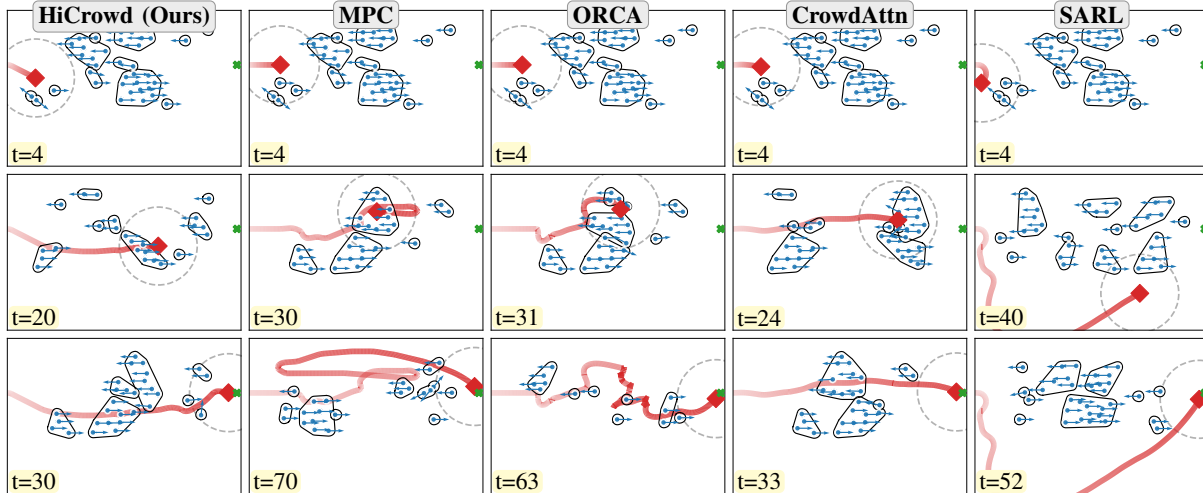 HiCrowd (Ours) MPC ORCA CrowdAttn SARL
t=4 t=4 t=4 t=4 t=4
t=20 t=30 t=31 t=24 t=40
t=30 t=70 t=63 t=33 t=52